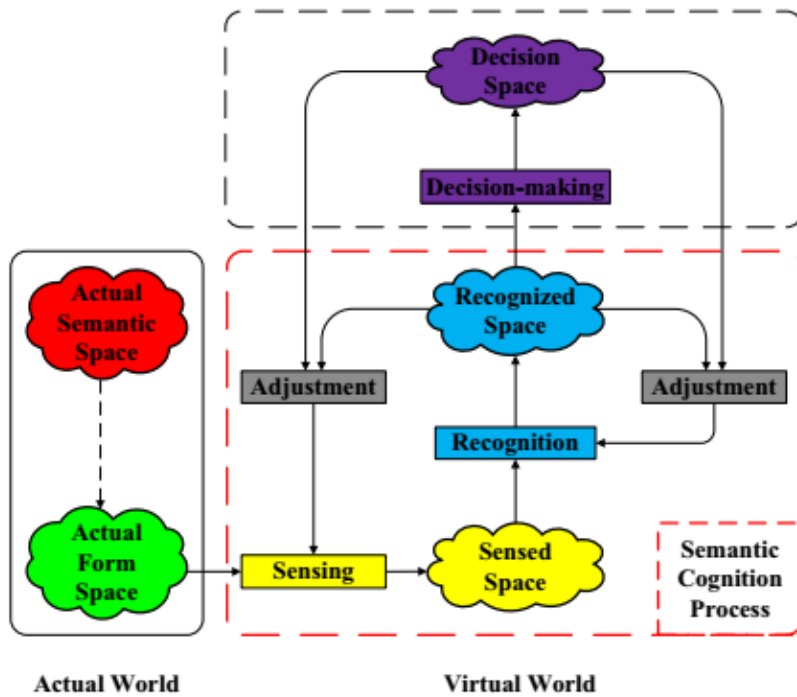 Decision
Space
Decision-making
Actual
Semantic
Space
Recognized
Space
Adjustment
Adjustment
Recognition
Actual
Form
Space
Sensing
Sensed
Space
Semantic
Cognition
Process
Actual World
Virtual World